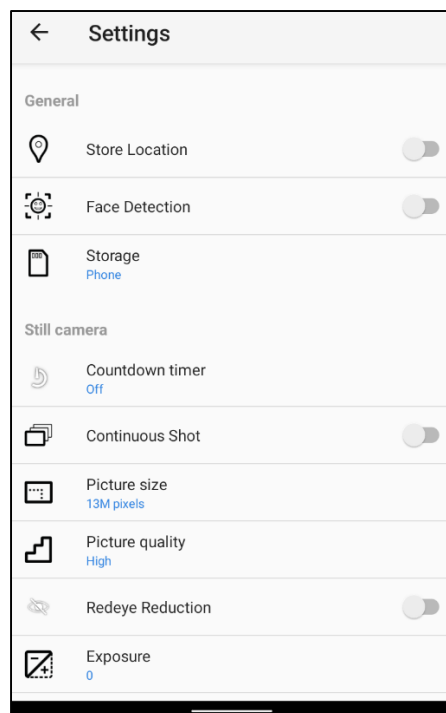 Settings
General
Store Location
Face Detection
Storage
Phone
Still camera
Countdown timer
Off
Continuous Shot
Picture size
13M pixels
Picture quality
High
Redeye Reduction
Exposure
0